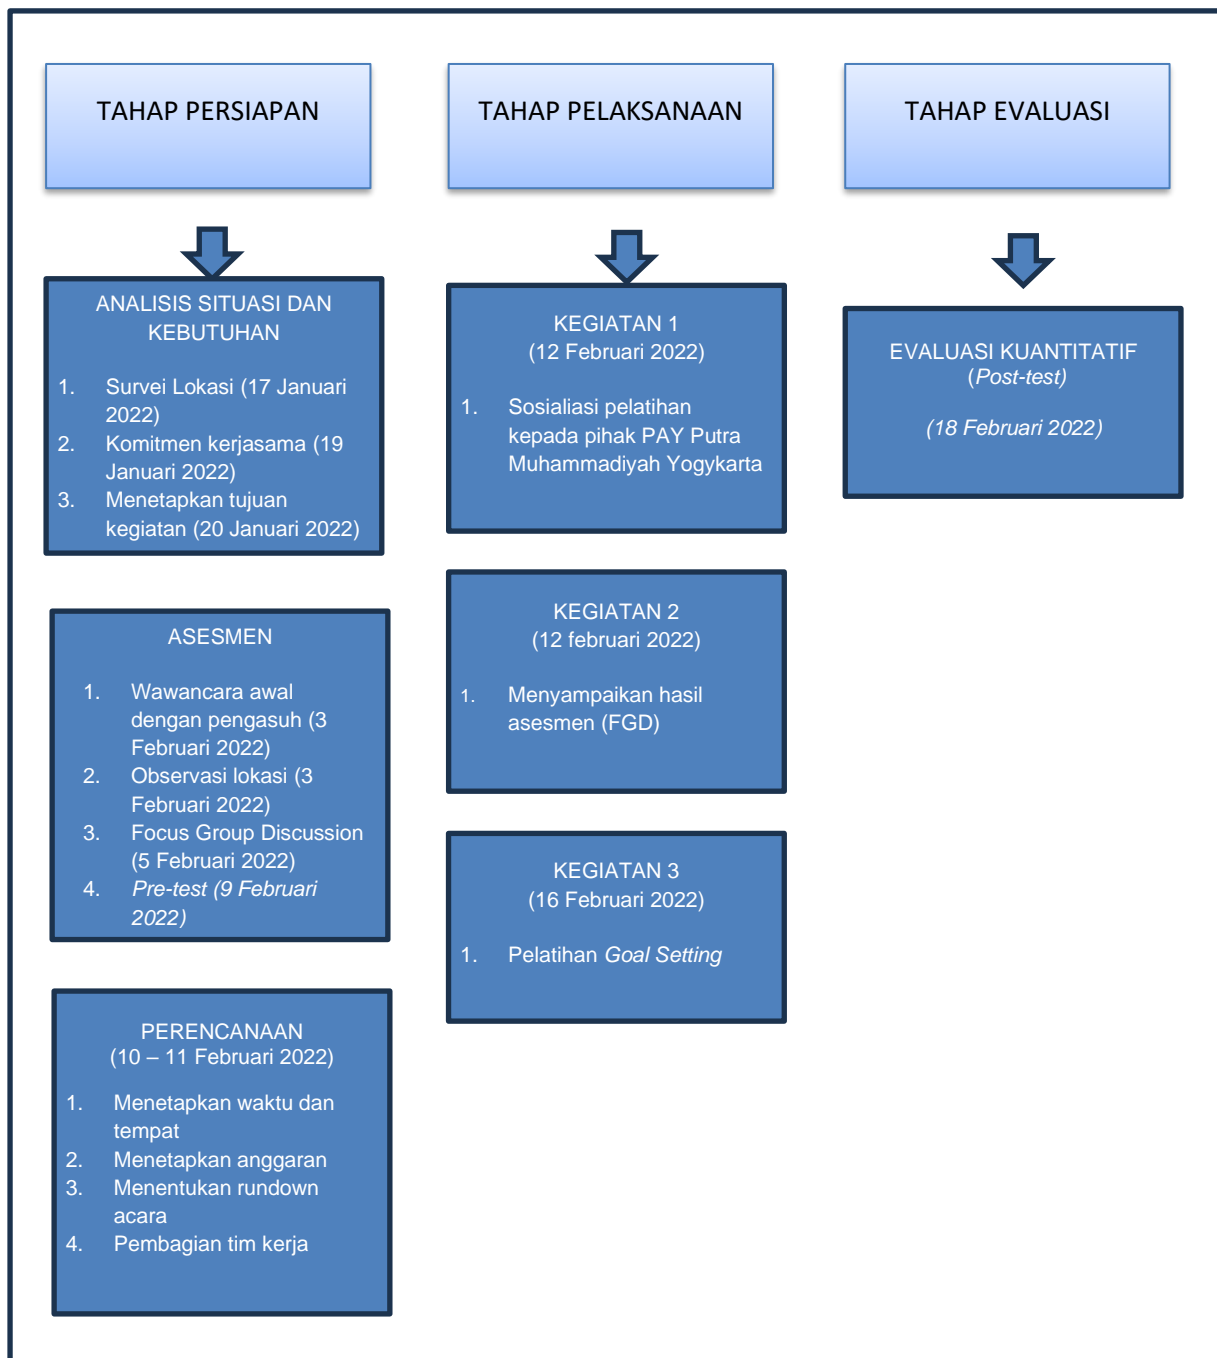 TAHAP PERSIAPAN
ANALISIS SITUASI DAN
KEBUTUHAN
1. Survei Lokasi (17 Januari
2022)
2. Komitmen kerjasama (19
Januari 2022)
3. Menetapkan tujuan
kegiatan (20 Januari 2022)
ASESMEN
1. Wawancara awal
dengan pengasuh (3
Februari 2022)
2. Observasi lokasi (3
Februari 2022)
3. Focus Group Discussion
(5 Februari 2022)
4. Pre-test (9 Februari
2022)
PERENCANAAN
(10 – 11 Februari 2022)
1. Menetapkan waktu dan
tempat
2. Menetapkan anggaran
3. Menentukan rundown
acara
4. Pembagian tim kerja
TAHAP PELAKSANAAN
KEGIATAN 1
(12 Februari 2022)
1. Sosialiasi pelatihan
kepada pihak PAY Putra
Muhammadiyah Yogykarta
KEGIATAN 2
(12 februari 2022)
1. Menyampaikan hasil
asesmen (FGD)
KEGIATAN 3
(16 Februari 2022)
1. Pelatihan Goal Setting
TAHAP EVALUASI
EVALUASI KUANTITATIF
(Post-test)
(18 Februari 2022)